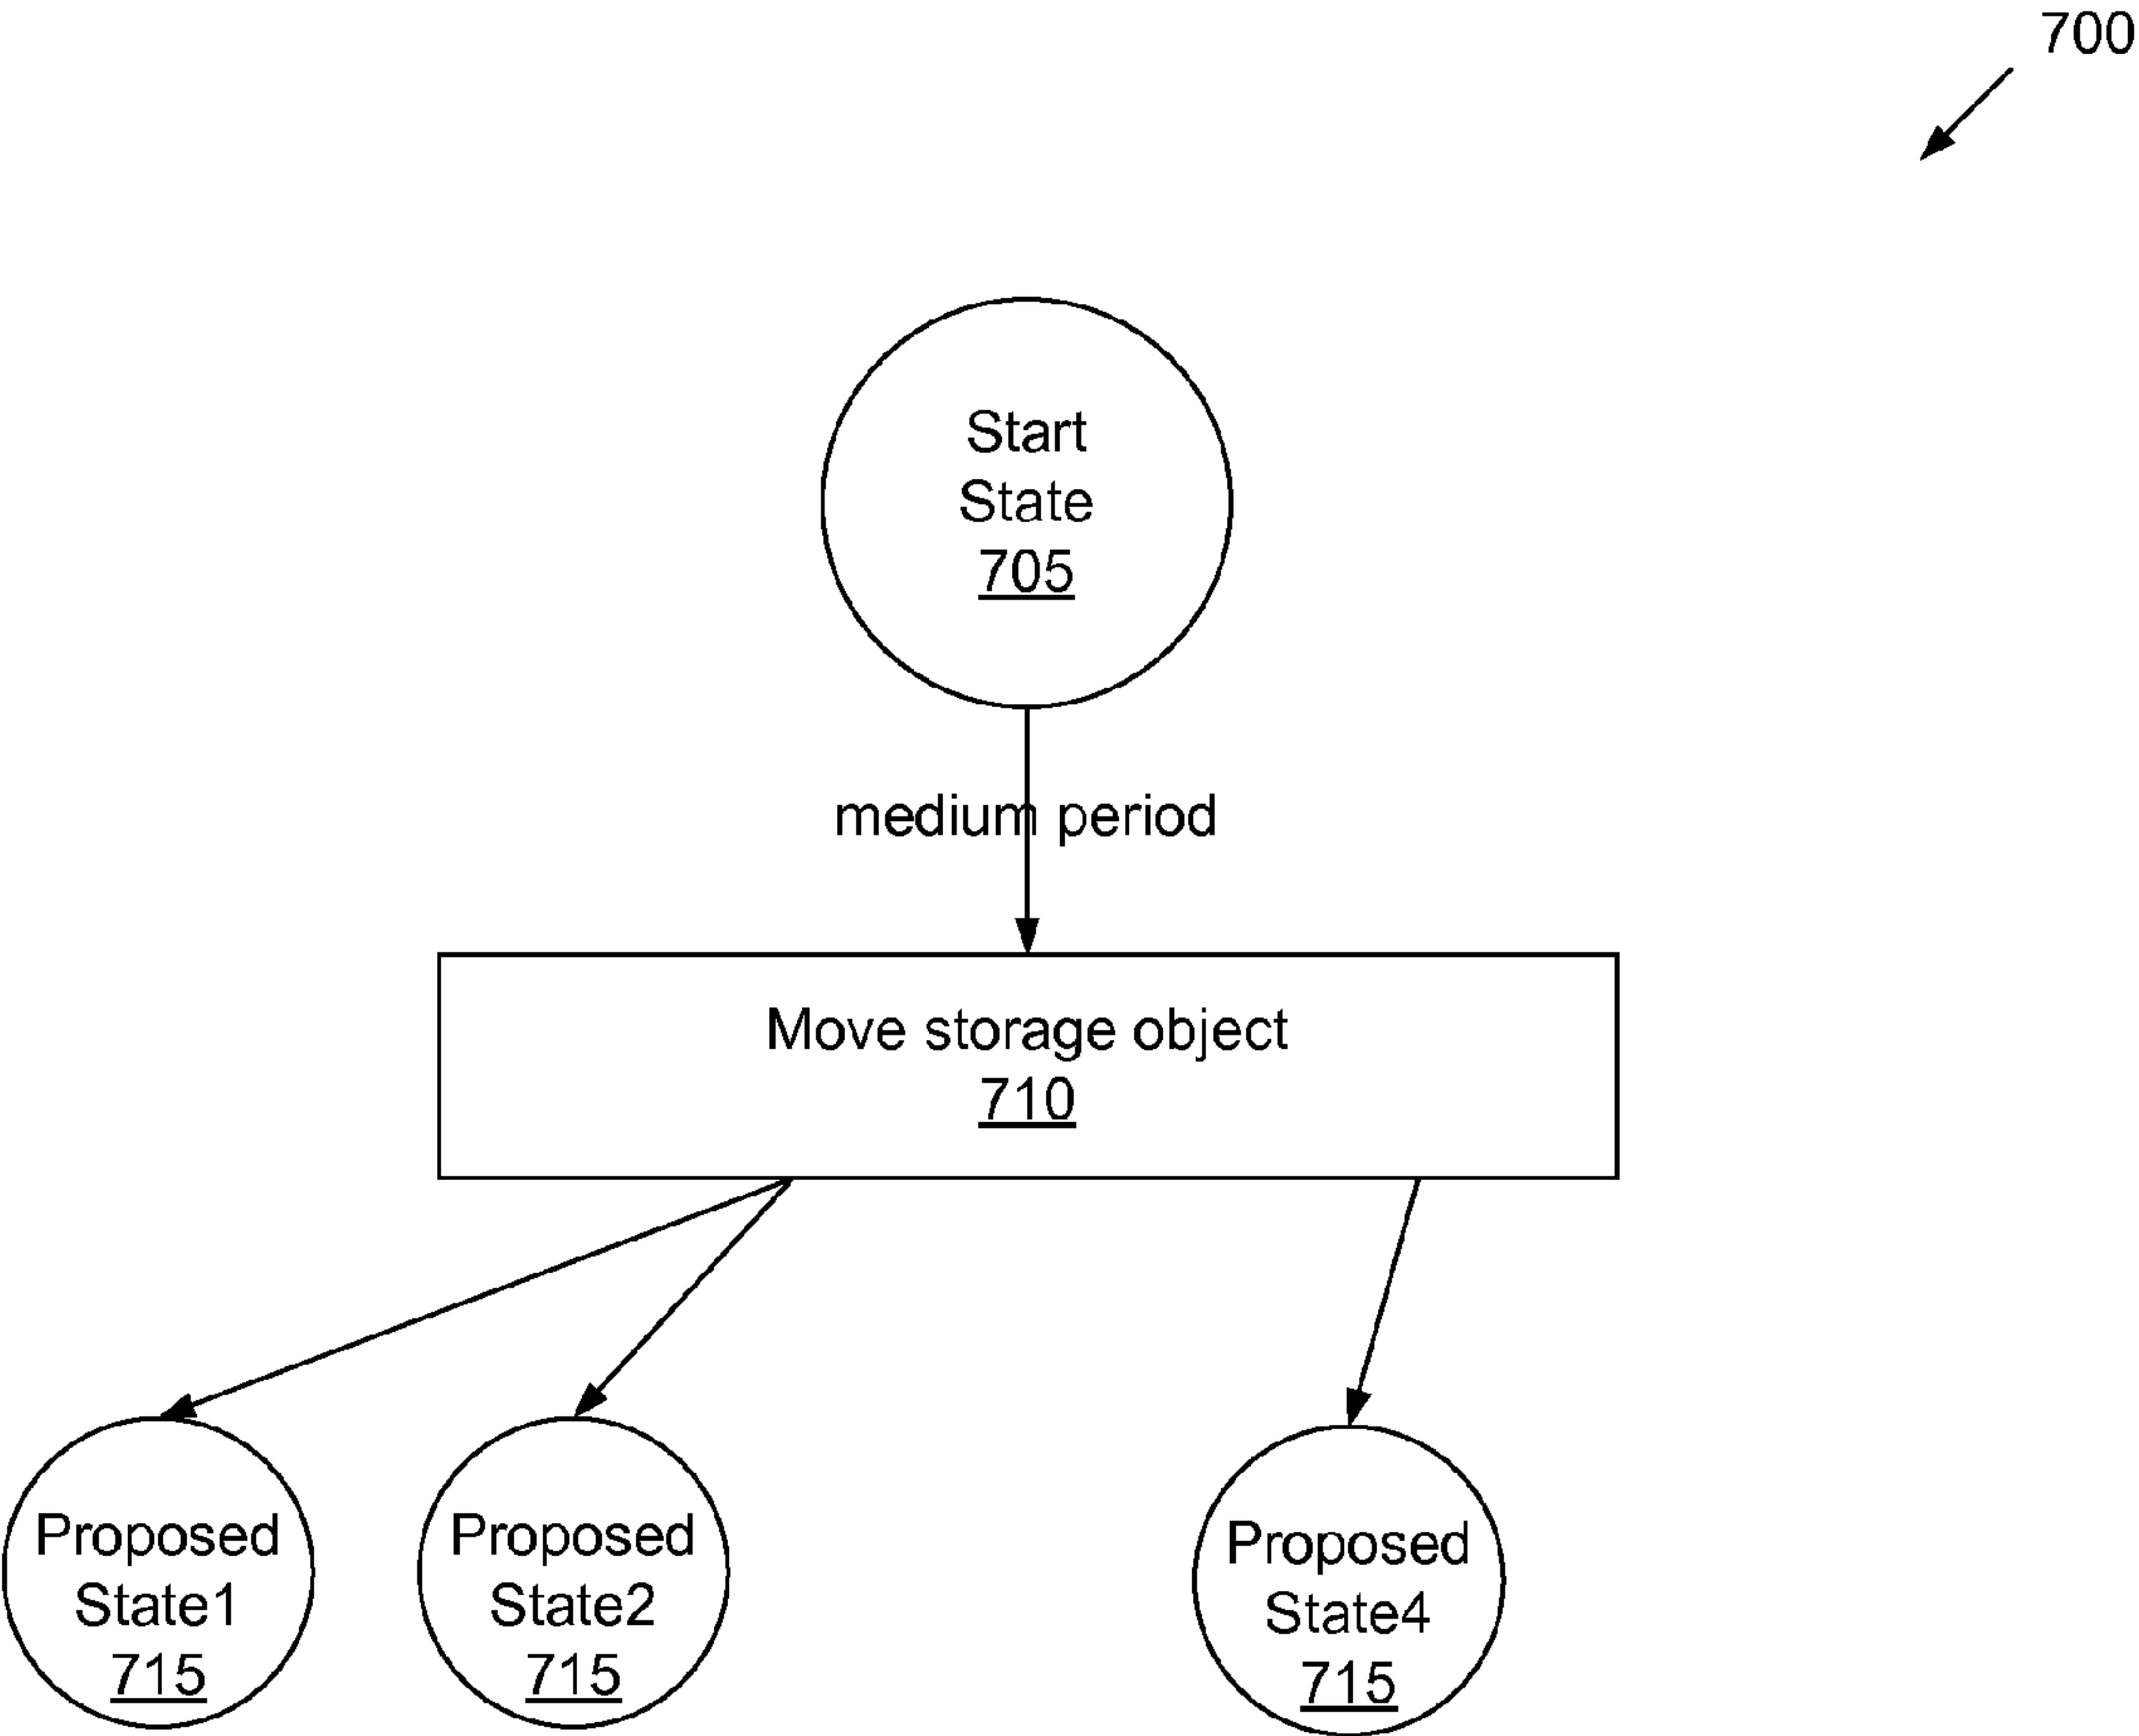 700
Start
State
705
medium period
Move storage object
710
Proposed
State1
715
Proposed
State2
715
Proposed
State4
715